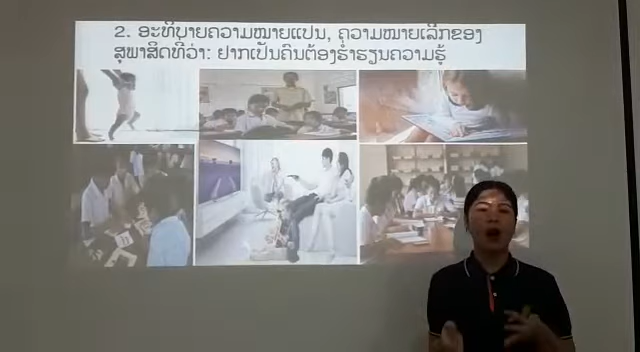 2. ອະທິບາຍຄວາມໝາຍແປນ, ຄວາມໝາຍເລິກຂອງ
ສຸພາສິດທີ່ວ່າ: ຢາກເປັນຄົນຕ້ອງຮ່ຳຮຽນຄວາມຮູ້